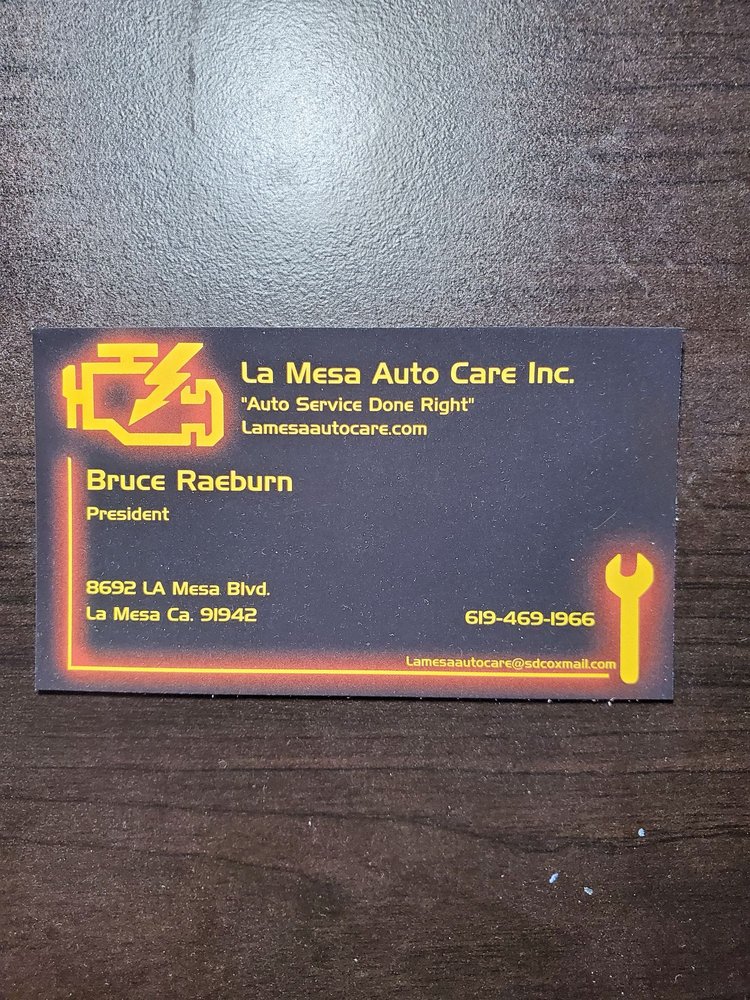 La Mesa Auto Care Inc.
"Auto Service Done Right"
Lamesaautocare.com
Bruce Raeburn
President
8692 LA Mesa Blvd.
La Mesa Ca. 91942
619-469-1966
Lamesaautocare@sdcoxmail.com